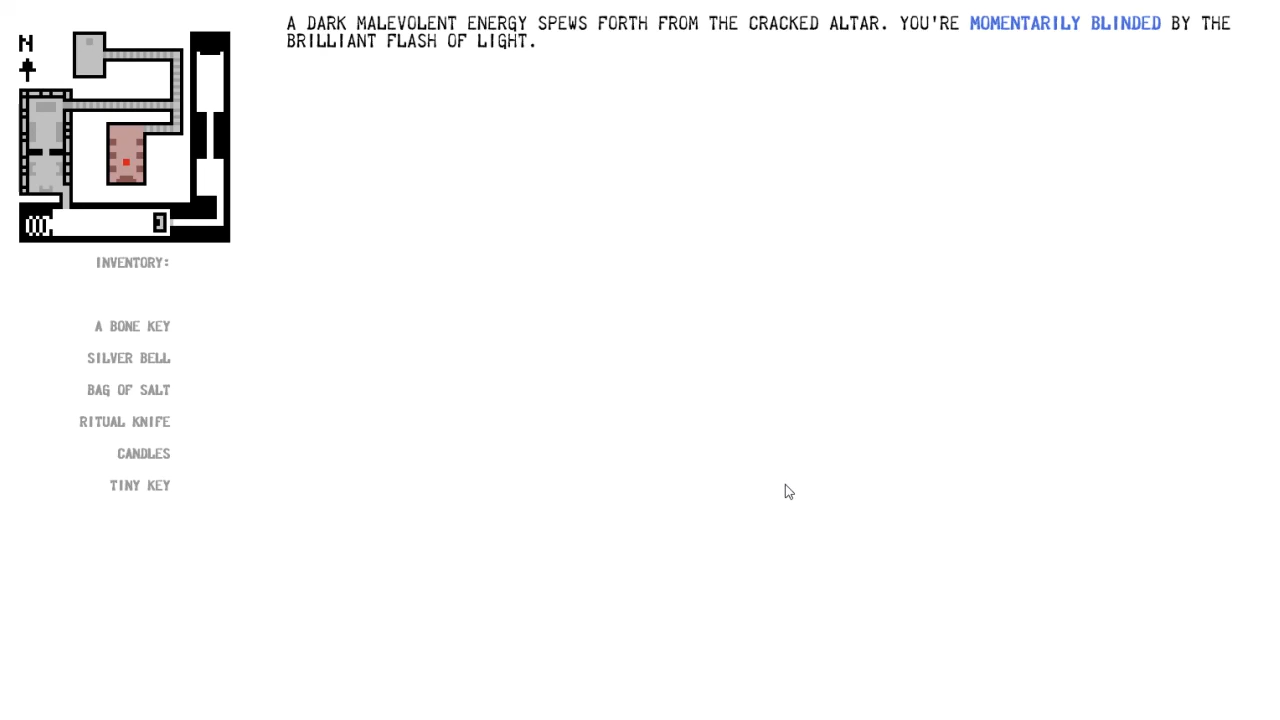 A DARK MALEVOLENT ENERGY SPEWS FORTH FROM THE CRACKED ALTAR. YOU'RE MOMENTARILY BLINDED BY THE
BRILLIANT FLASH OF LIGHT.
N
INVENTORY:
A BONE KEY
SILVER BELL
BAG OF SALT
RITUAL KNIFE
CANDLES
TINY KEY